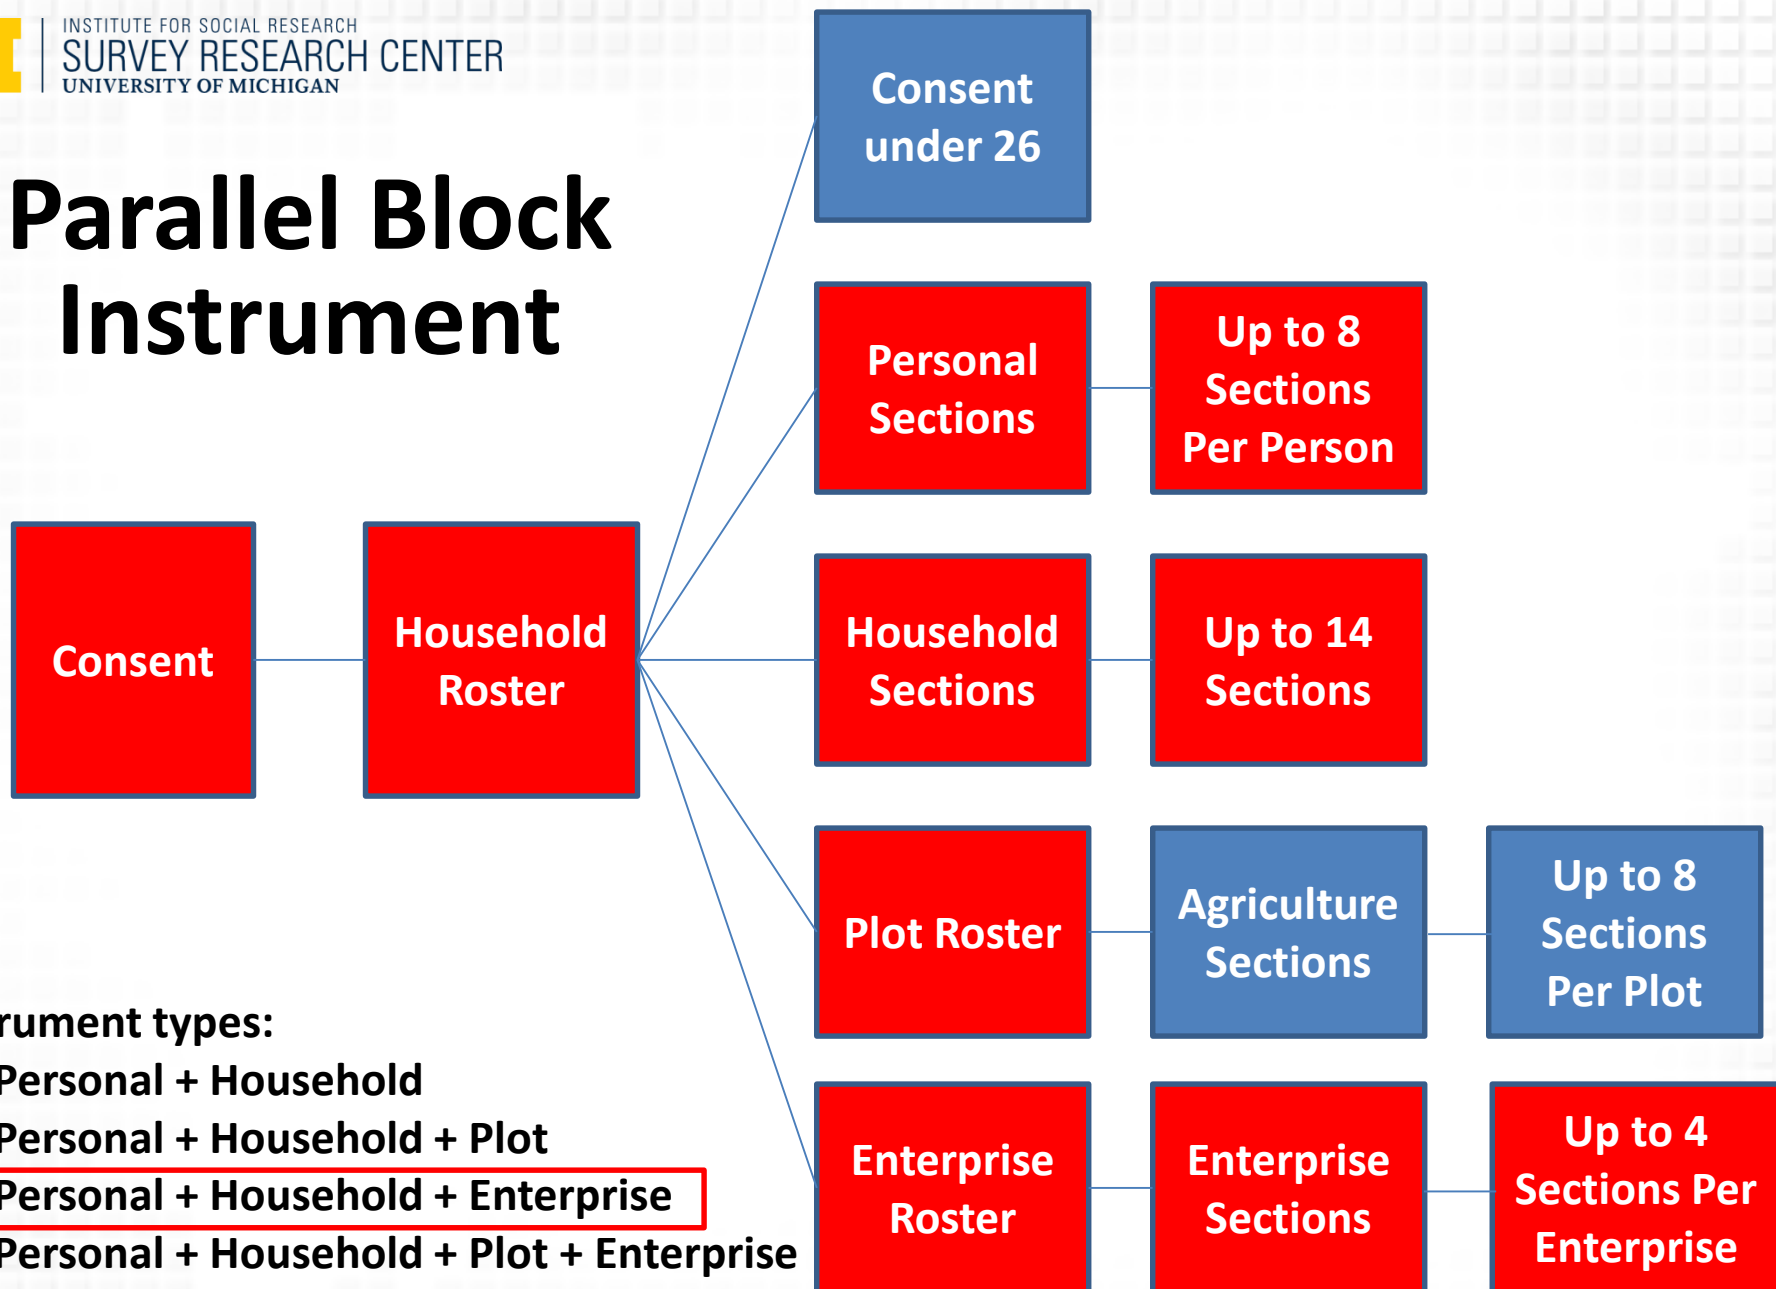 INSTITUTE FOR SOCIAL RESEARCH
SURVEY RESEARCH CENTER
UNIVERSITY OF MICHIGAN
Parallel Block
Instrument
Consent
Household
Roster
Consent
under 26
Personal
Sections
Up to 8
Sections
Per Person
Household
Sections
Up to 14
Sections
Plot Roster
Agriculture
Sections
Up to 8
Sections
Per Plot
Enterprise
Roster
Enterprise
Sections
Up to 4
Sections Per
Enterprise
rument types:
Personal + Household
Personal + Household + Plot
Personal + Household + Enterprise
Personal + Household + Plot + Enterprise